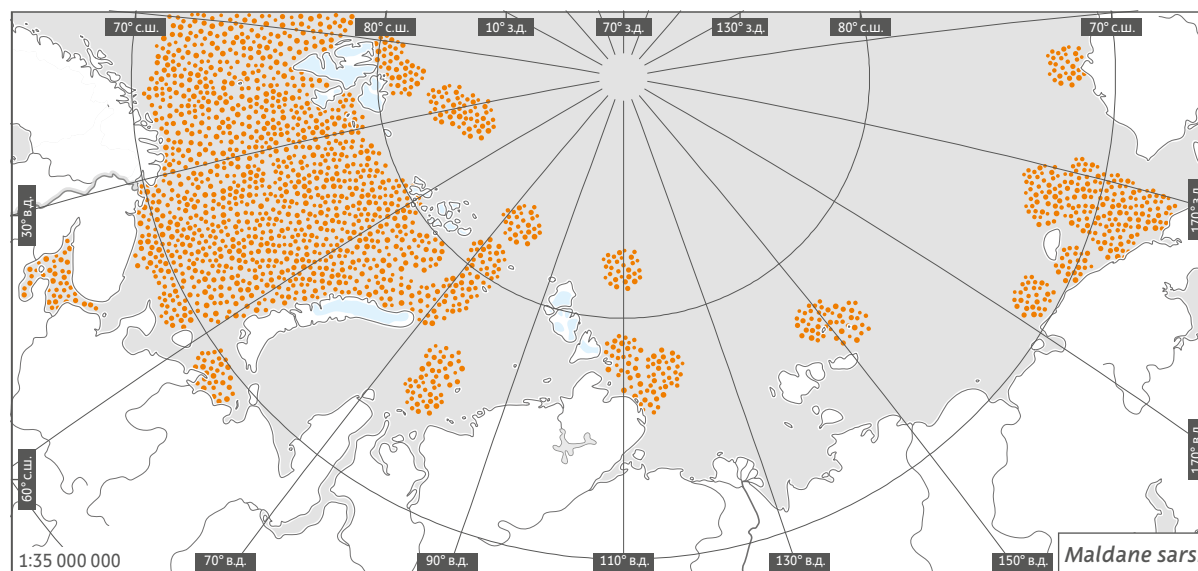 70° с.ш.
80° с.ш.
10° з.д.
70° з.д.
130° з.д.
80° с.ш.
70° с.ш.
30° в.д.
170° з.д.
60° с.ш.
170° в.д.
1:35 000 000
70° в.д.
90° в.д.
110° в.д.
130° в.д.
150° в.д.
Maldane sars